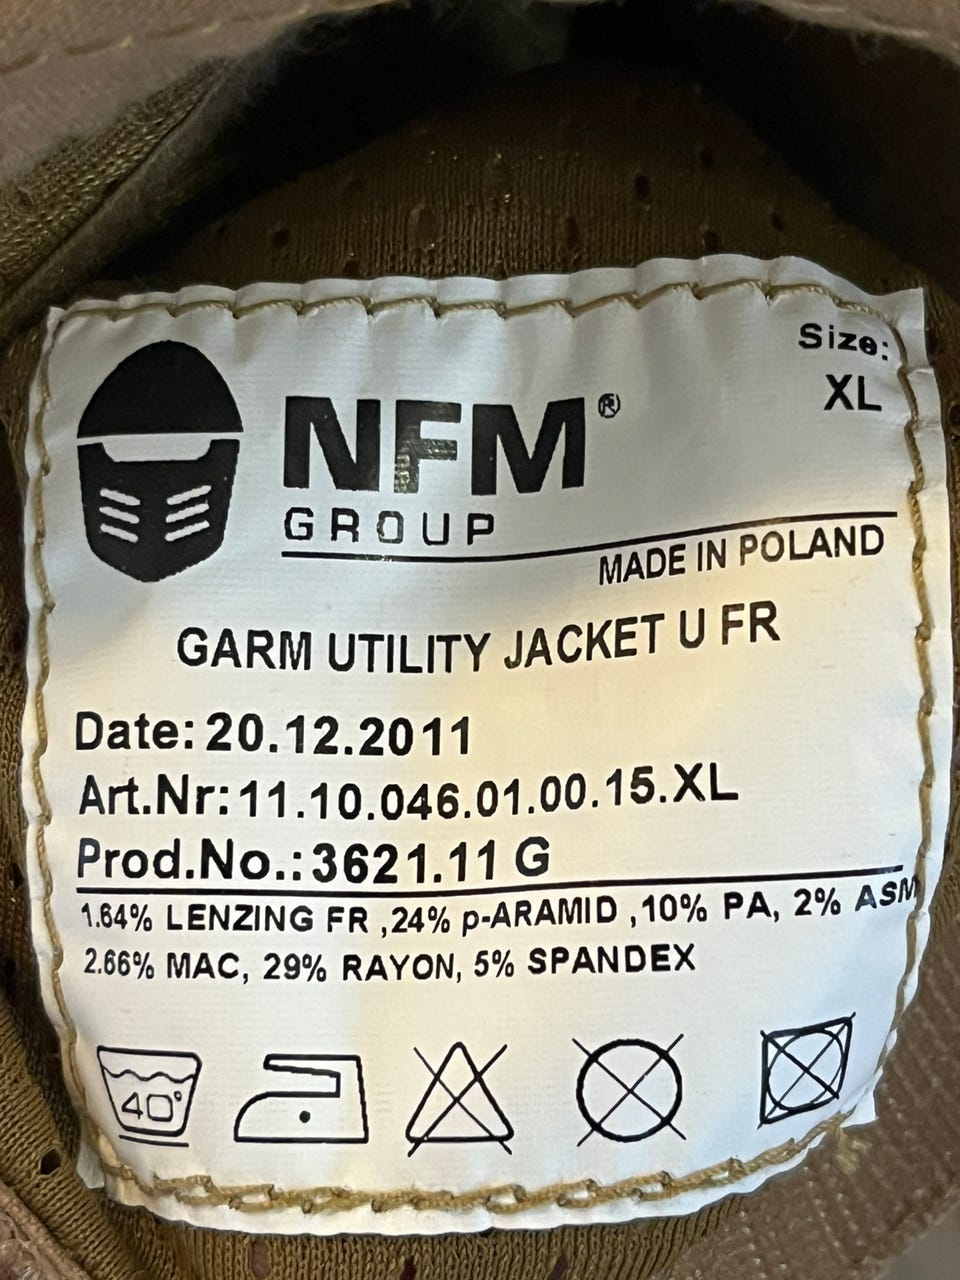 Size:
XL
NFM®
GROUP
MADE IN POLAND
GARM UTILITY JACKET U FR
Date: 20.12.2011
Art.Nr: 11.10.046.01.00.15.XL
Prod.No.: 3621.11 G
1.64% LENZING FR ,24% p-ARAMID ,10% PA, 2% ASM
2.66% MAC, 29% RAYON, 5% SPANDEX
40°